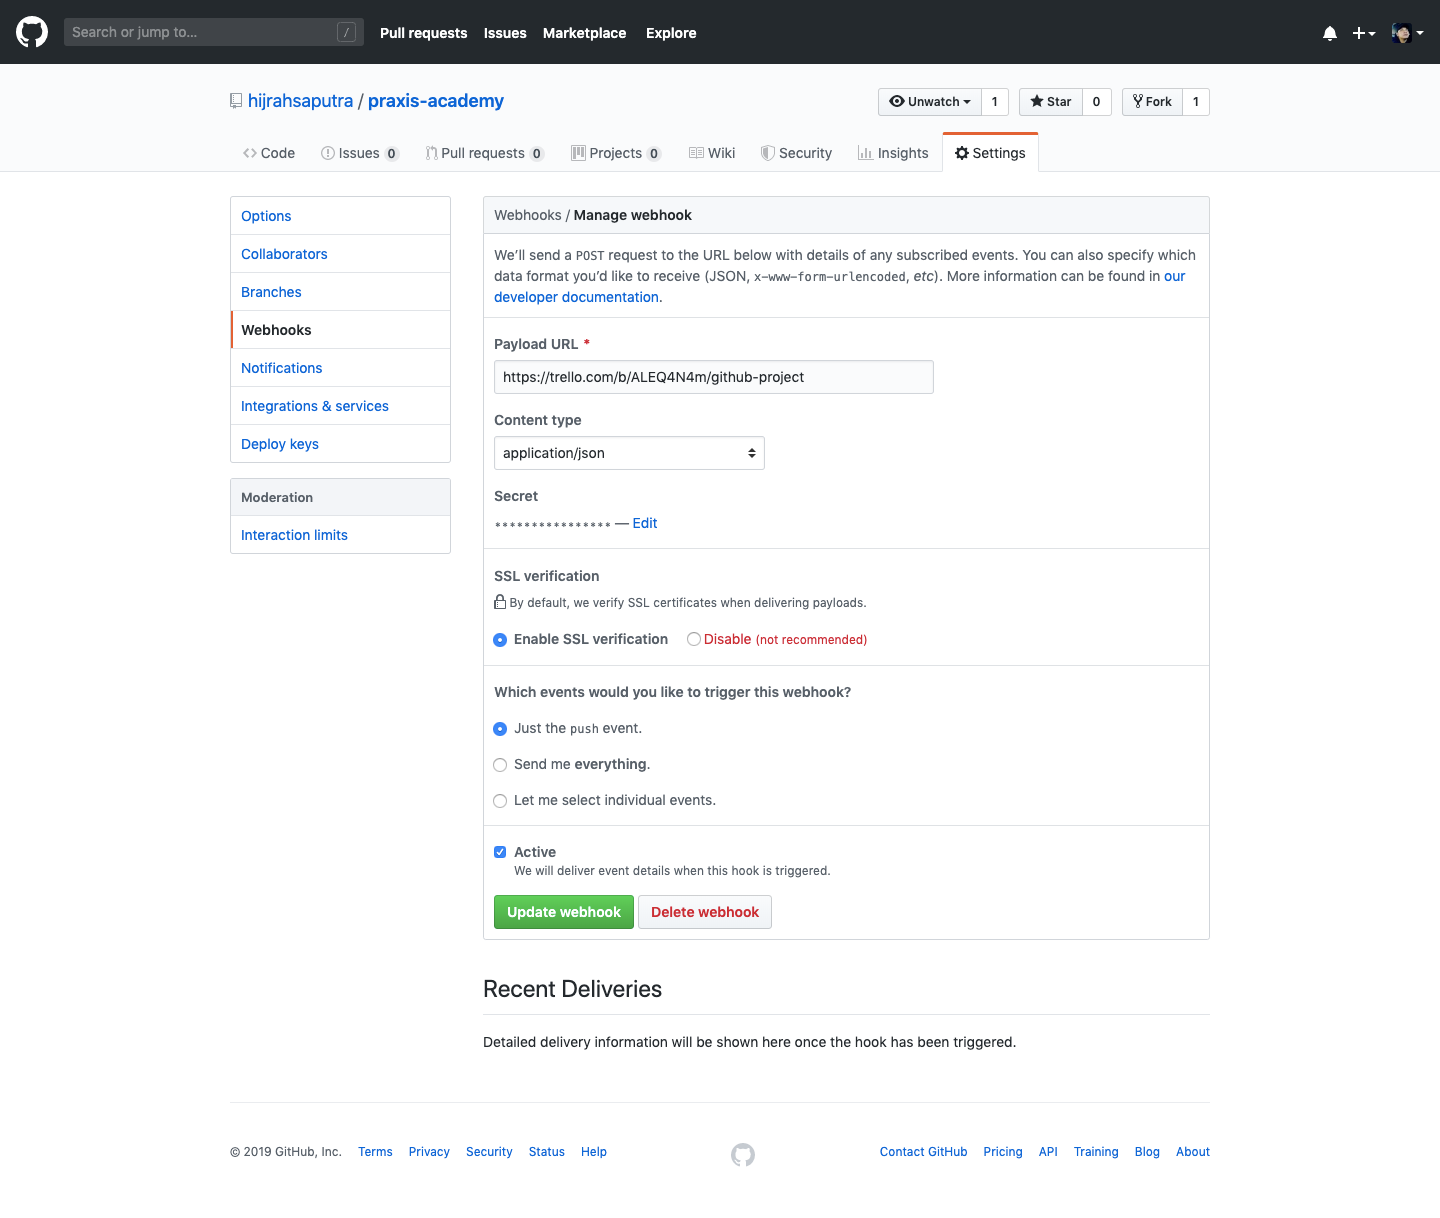 Search or jump to... /
Pull requests Issues Marketplace Explore
hijrahsaputra / praxis-academy
Unwatch 1 Star 0 Fork 1
Code Issues 0 Pull requests 0 Projects 0 Wiki Security Insights Settings
Options
Collaborators
Branches
Webhooks
Notifications
Integrations & services
Deploy keys
Moderation
Interaction limits
Webhooks / Manage webhook
We’ll send a POST request to the URL below with details of any subscribed events. You can also specify which
data format you’d like to receive (JSON, x-www-form-urlencoded, etc). More information can be found in our
developer documentation.
Payload URL *
https://trello.com/b/ALEQ4N4m/github-project
Content type
application/json
Secret
**************** — Edit
SSL verification
By default, we verify SSL certificates when delivering payloads.
Enable SSL verification Disable (not recommended)
Which events would you like to trigger this webhook?
Just the push event.
Send me everything.
Let me select individual events.
Active
We will deliver event details when this hook is triggered.
Update webhook Delete webhook
Recent Deliveries
Detailed delivery information will be shown here once the hook has been triggered.
© 2019 GitHub, Inc. Terms Privacy Security Status Help
Contact GitHub Pricing API Training Blog About